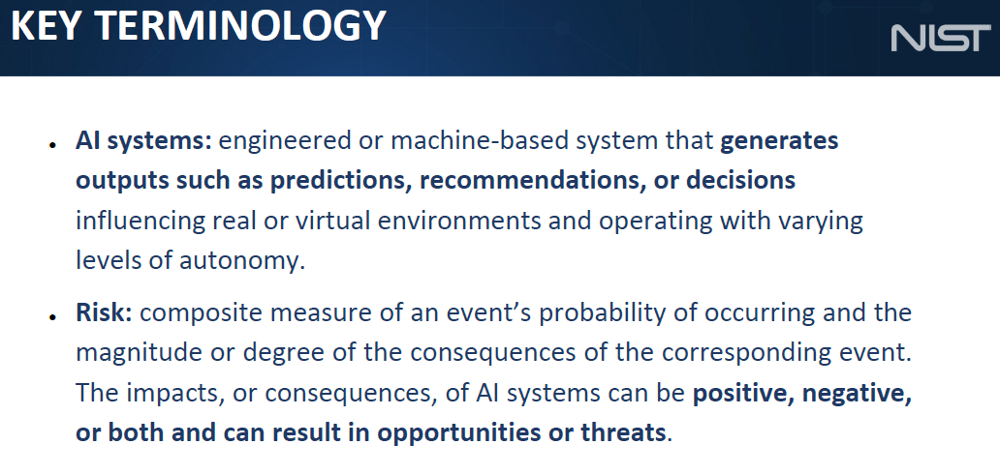 KEY TERMINOLOGY
NIST
• AI systems: engineered or machine-based system that generates
outputs such as predictions, recommendations, or decisions
influencing real or virtual environments and operating with varying
levels of autonomy.
• Risk: composite measure of an event’s probability of occurring and the
magnitude or degree of the consequences of the corresponding event.
The impacts, or consequences, of AI systems can be positive, negative,
or both and can result in opportunities or threats.